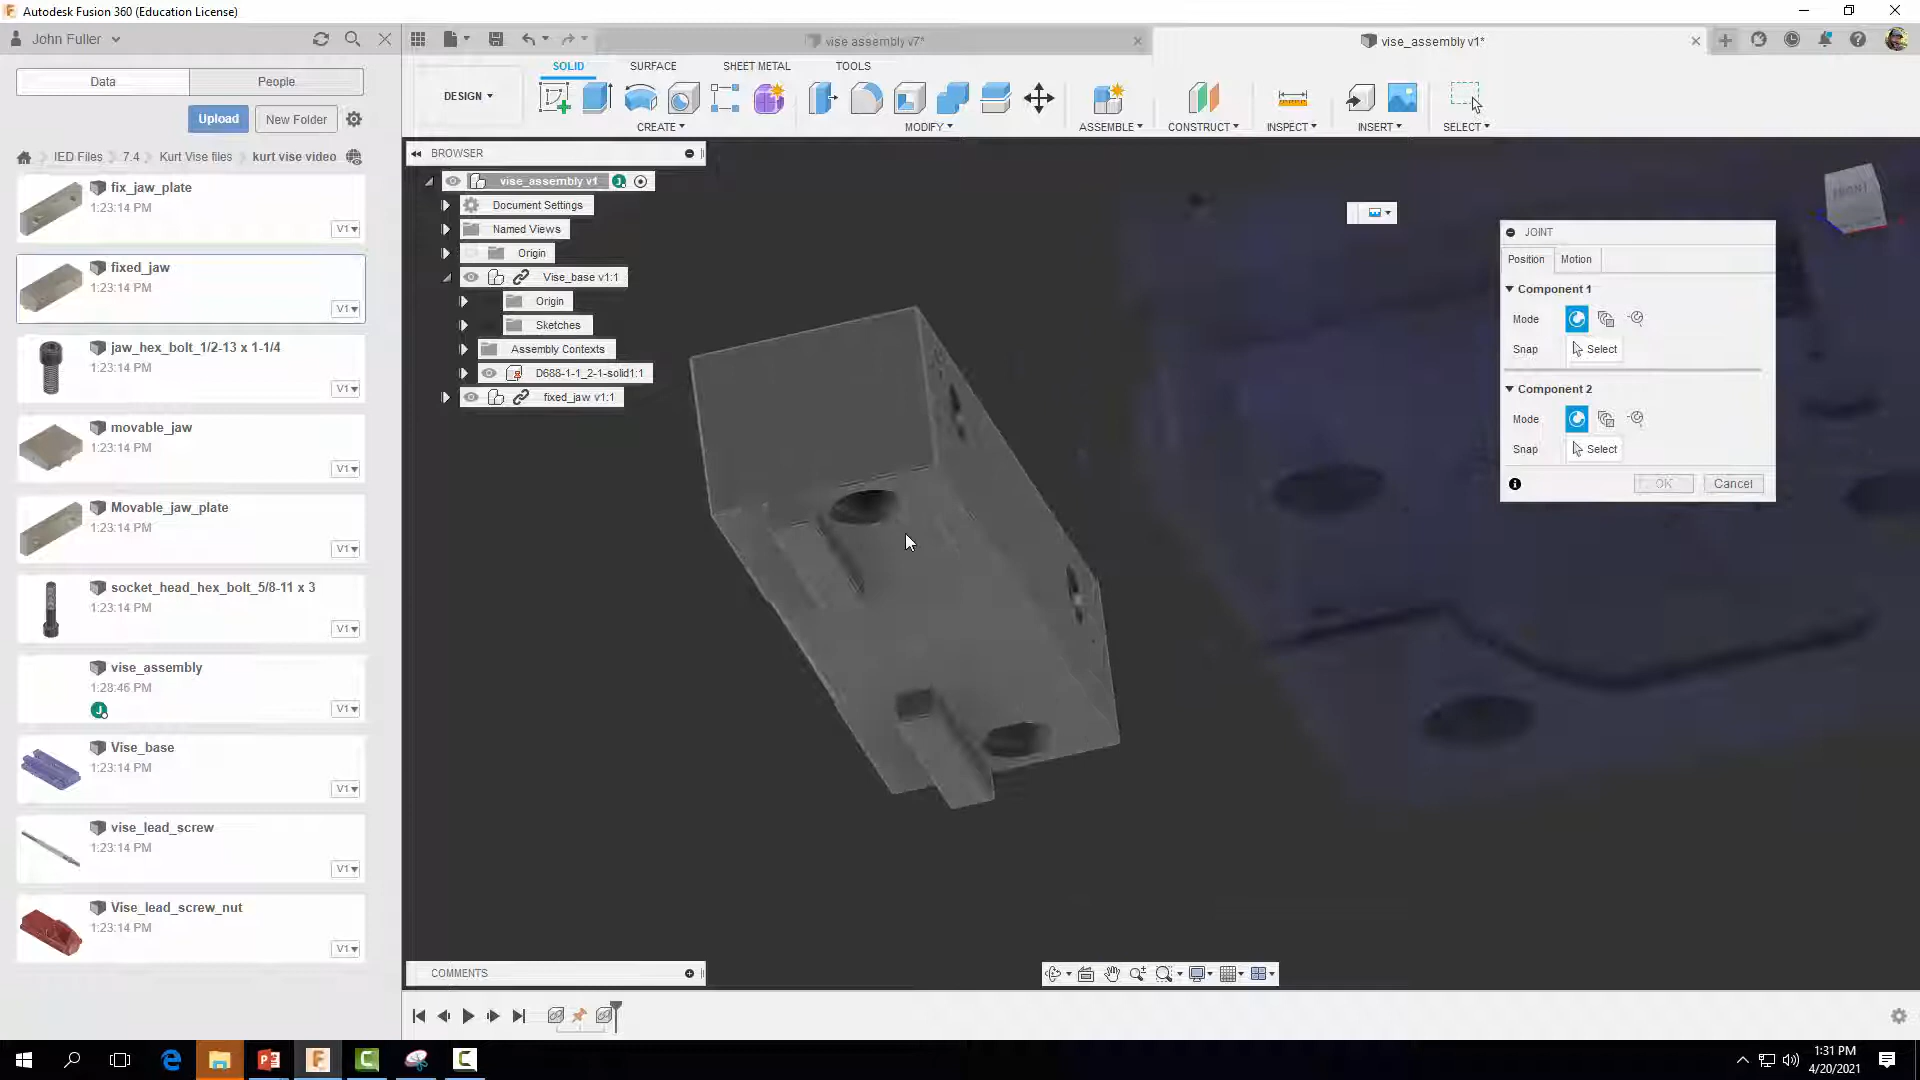 Autodesk Fusion 360 (Education License)
John Fuller
vise assembly v7*
vise_assembly v1*
Data
People
Upload
New Folder
IED Files
7.4
Kurt Vise files
kurt vise video
SOLID
SURFACE
SHEET METAL
TOOLS
DESIGN
CREATE
MODIFY
ASSEMBLE
CONSTRUCT
INSPECT
INSERT
SELECT
fix_jaw_plate
1:23:14 PM
V1
fixed_jaw
1:23:14 PM
V1
jaw_hex_bolt_1/2-13 x 1-1/4
1:23:14 PM
V1
movable_jaw
1:23:14 PM
V1
Movable_jaw_plate
1:23:14 PM
V1
socket_head_hex_bolt_5/8-11 x 3
1:23:14 PM
V1
vise_assembly
1:28:46 PM
J
V1
Vise_base
1:23:14 PM
V1
vise_lead_screw
1:23:14 PM
V1
Vise_lead_screw_nut
1:23:14 PM
V1
BROWSER
vise_assembly v1
J
Document Settings
Named Views
Origin
Vise_base v1:1
Origin
Sketches
Assembly Contexts
D688-1-1_2-1-solid1:1
fixed_jaw v1:1
FRONT
JOINT
Position
Motion
Component 1
Mode
Snap
Select
Component 2
Mode
Snap
Select
OK
Cancel
COMMENTS
1:31 PM
4/20/2021